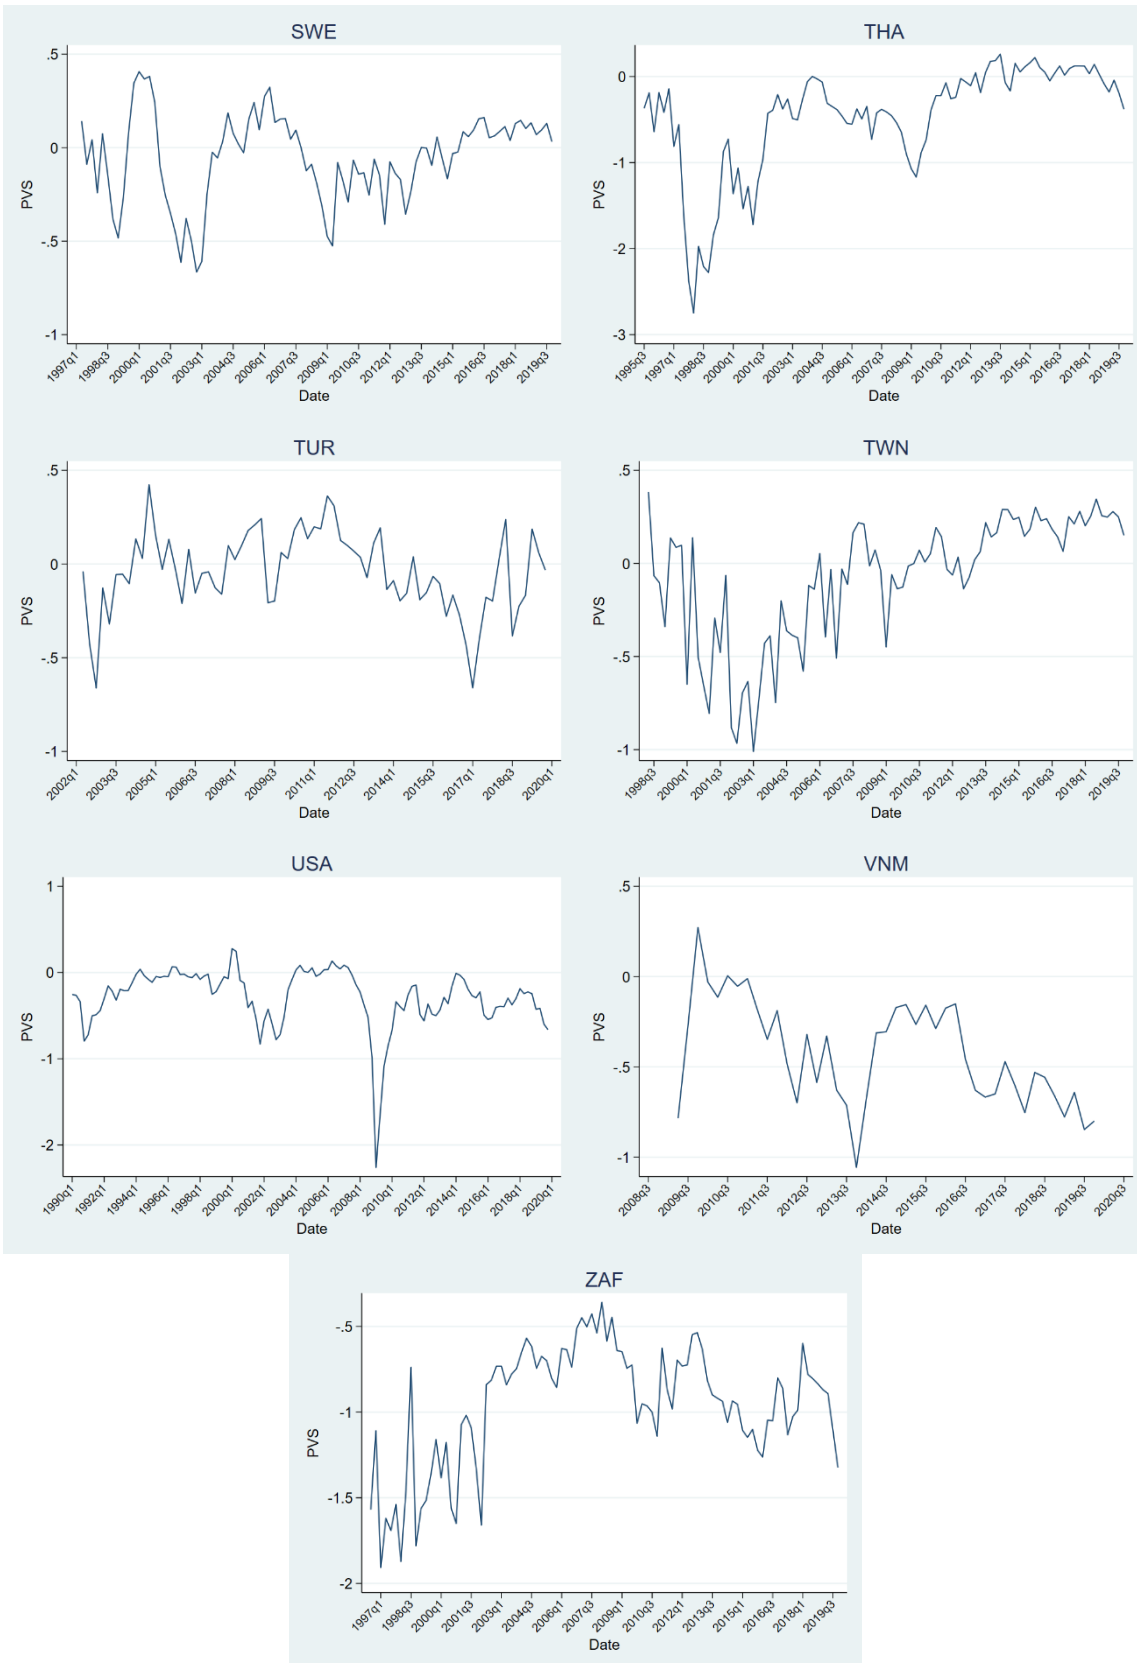 SWE
.5
0
-.5
-1
PVS
1997q1 1998q3 2000q1 2001q3 2003q1 2004q3 2006q1 2007q3 2009q1 2010q3 2012q1 2013q3 2015q1 2016q3 2018q1 2019q3
Date
THA
0
-1
-2
-3
PVS
1995q3 1997q1 1998q3 2000q1 2001q3 2003q1 2004q3 2006q1 2007q3 2009q1 2010q3 2012q1 2013q3 2015q1 2016q3 2018q1 2019q3
Date
TUR
.5
0
-.5
-1
PVS
2002q1 2003q3 2005q1 2006q3 2008q1 2009q3 2011q1 2012q3 2014q1 2015q3 2017q1 2018q3 2020q1
Date
TWN
.5
0
-.5
-1
PVS
1998q3 2000q1 2001q3 2003q1 2004q3 2006q1 2007q3 2009q1 2010q3 2012q1 2013q3 2015q1 2016q3 2018q1 2019q3
Date
USA
1
0
-1
-2
PVS
1990q1 1992q1 1994q1 1996q1 1998q1 2000q1 2002q1 2004q1 2006q1 2008q1 2010q1 2012q1 2014q1 2016q1 2018q1 2020q1
Date
VNM
.5
0
-.5
-1
PVS
2008q3 2009q3 2010q3 2011q3 2012q3 2013q3 2014q3 2015q3 2016q3 2017q3 2018q3 2019q3 2020q3
Date
ZAF
-.5
-1
-1.5
-2
PVS
1997q1 1998q3 2000q1 2001q3 2003q1 2004q3 2006q1 2007q3 2009q1 2010q3 2012q1 2013q3 2015q1 2016q3 2018q1 2019q3
Date